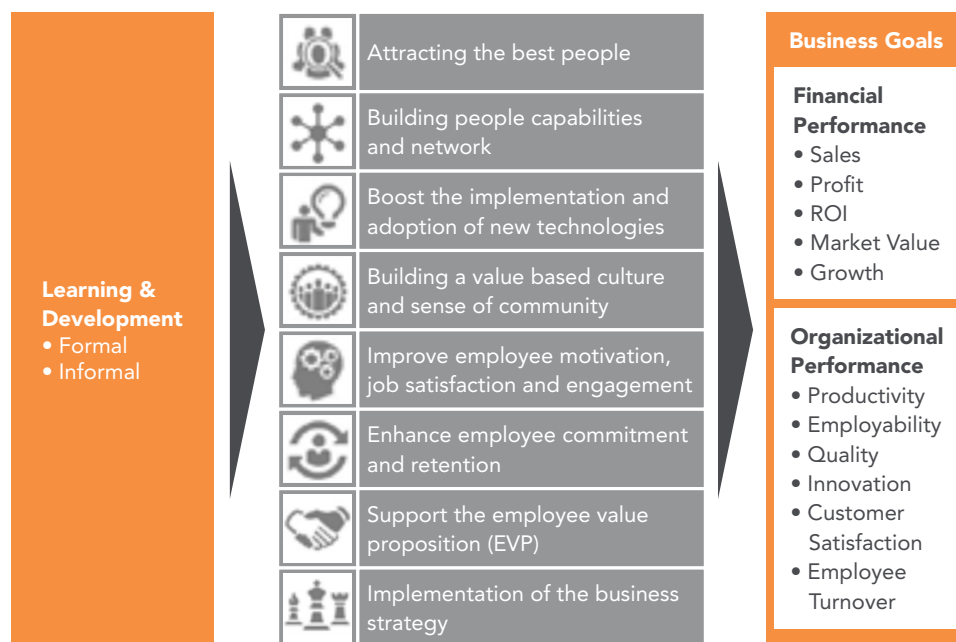 Learning &
Development
• Formal
• Informal
Attracting the best people
Building people capabilities
and network
Boost the implementation and
adoption of new technologies
Building a value based culture
and sense of community
Improve employee motivation,
job satisfaction and engagement
Enhance employee commitment
and retention
Support the employee value
proposition (EVP)
Implementation of the business
strategy
Business Goals
Financial
Performance
• Sales
• Profit
• ROI
• Market Value
• Growth
Organizational
Performance
• Productivity
• Employability
• Quality
• Innovation
• Customer
Satisfaction
• Employee
Turnover